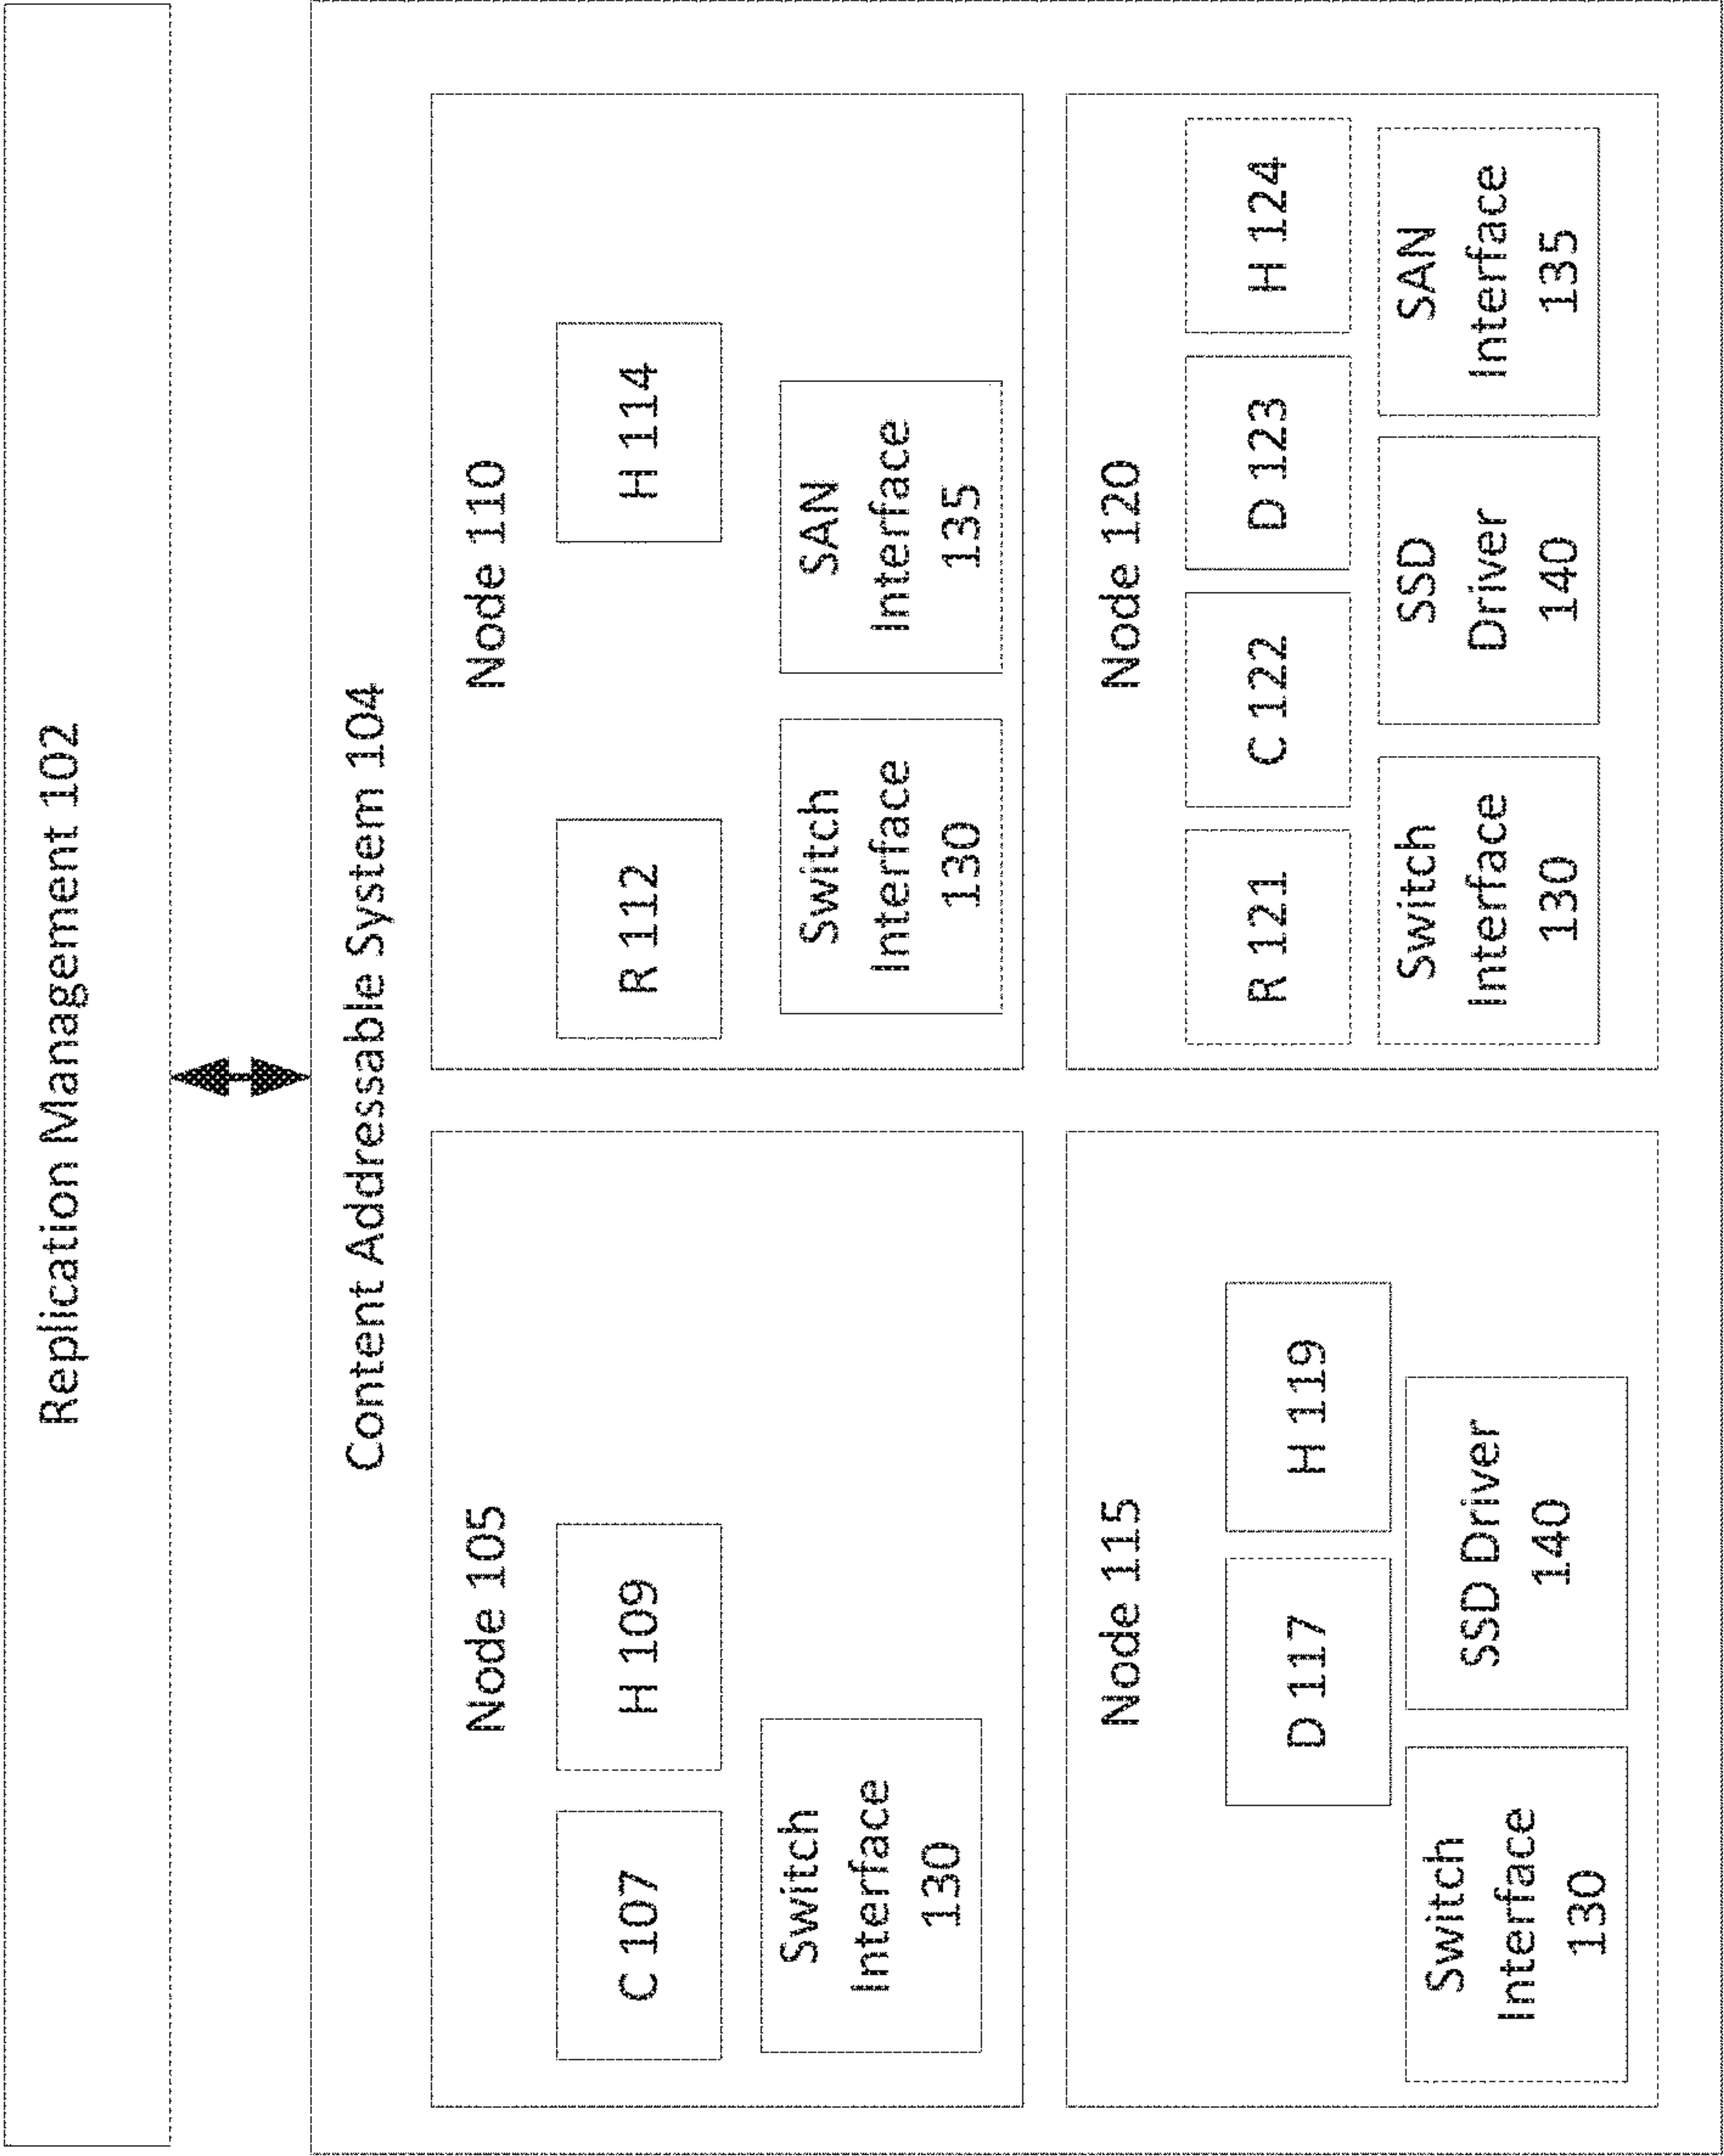 Replication Management 102
Content Addressable System 104
Node 105
C 107
H 109
Switch
Interface
130
Node 110
R 112
H 114
Switch
Interface
130
SAN
Interface
135
Node 115
D 117
H 119
Switch
Interface
130
SSD Driver
140
Node 120
R 121
C 122
D 123
H 124
Switch
Interface
130
SSD
Driver
140
SAN
Interface
135